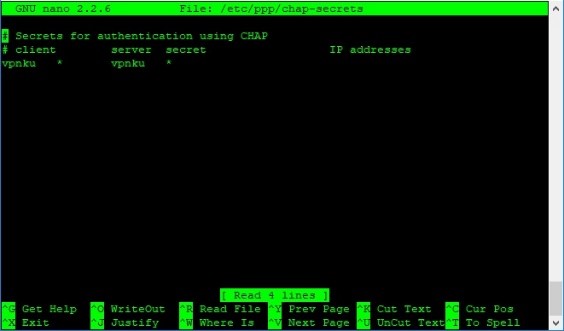 GNU nano 2.2.6 File: /etc/ppp/chap-secrets
# Secrets for authentication using CHAP
# client server secret IP addresses
vpnku * vpnku *
[ Read 4 lines ]
^G Get Help ^O WriteOut ^R Read File ^Y Prev Page ^K Cut Text ^C Cur Pos
^X Exit ^J Justify ^W Where Is ^V Next Page ^U UnCut Text ^T To Spell